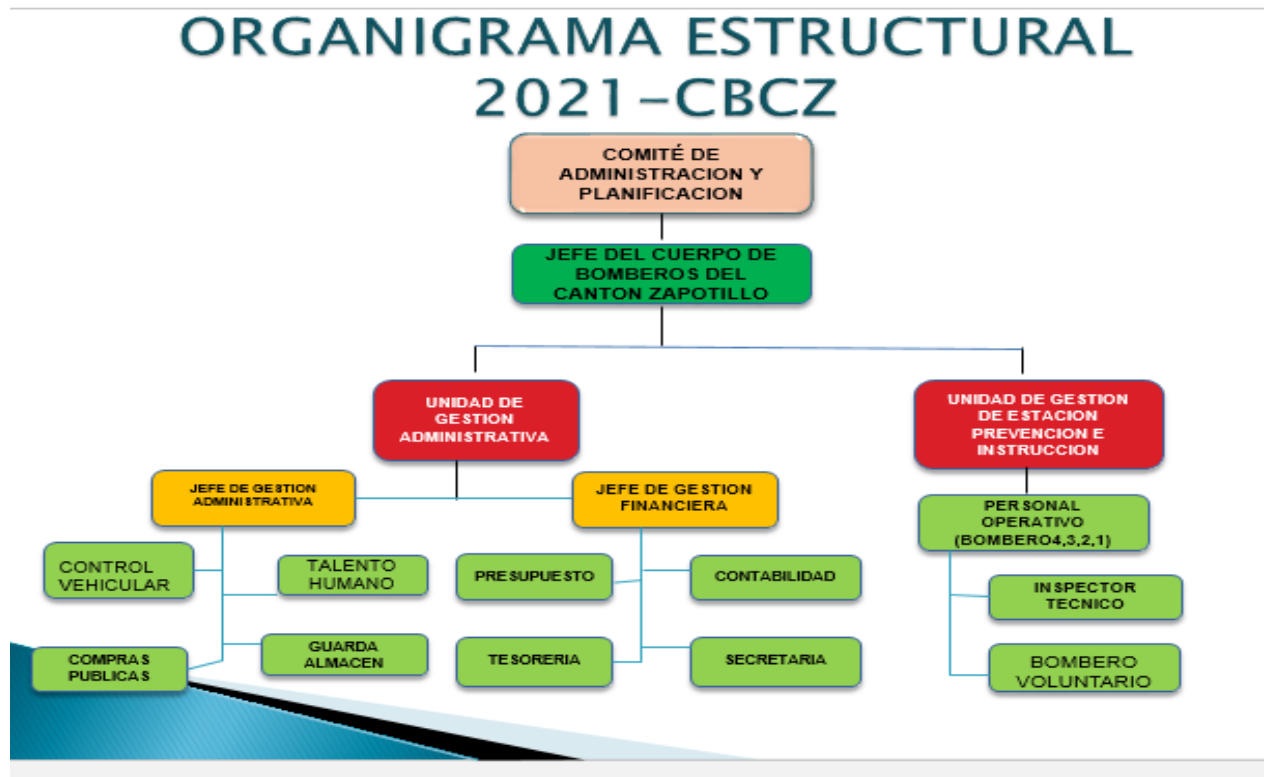 ORGANIGRAMA ESTRUCTURAL
2021-CBCZ
COMITÉ DE
ADMINISTRACION Y
PLANIFICACION
JEFE DEL CUERPO DE
BOMBEROS DEL
CANTON ZAPOTILLO
UNIDAD DE
GESTION
ADMINISTRATIVA
UNIDAD DE GESTION
DE ESTACION
PREVENCION E
INSTRUCCION
JEFE DE GESTION
ADMINISTRATIVA
JEFE DE GESTION
FINANCIERA
PERSONAL
OPERATIVO
(BOMBERO4,3,2,1)
CONTROL
VEHICULAR
TALENTO
HUMANO
PRESUPUESTO
CONTABILIDAD
INSPECTOR
TECNICO
COMPRAS
PUBLICAS
GUARDA
ALMACEN
TESORERIA
SECRETARIA
BOMBERO
VOLUNTARIO